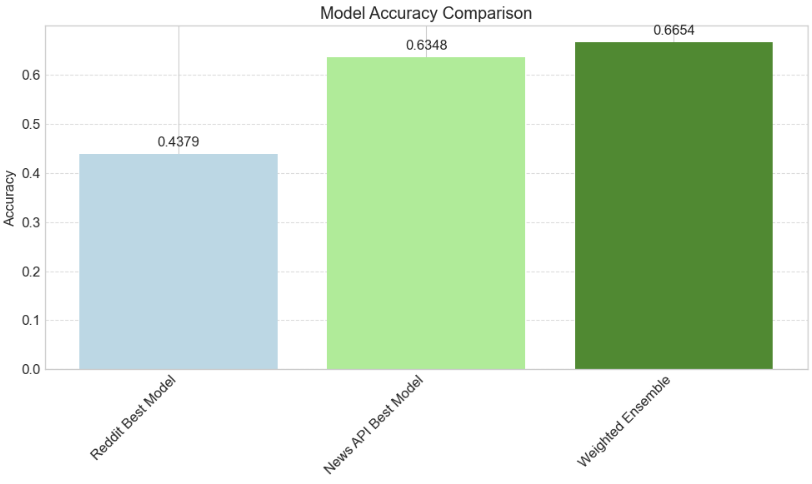 Model Accuracy Comparison
0.6654
0.6348
0.4379
0.6
0.5
0.4
0.3
0.2
0.1
0.0
Accuracy
Reddit Best Model
News API Best Model
Weighted Ensemble